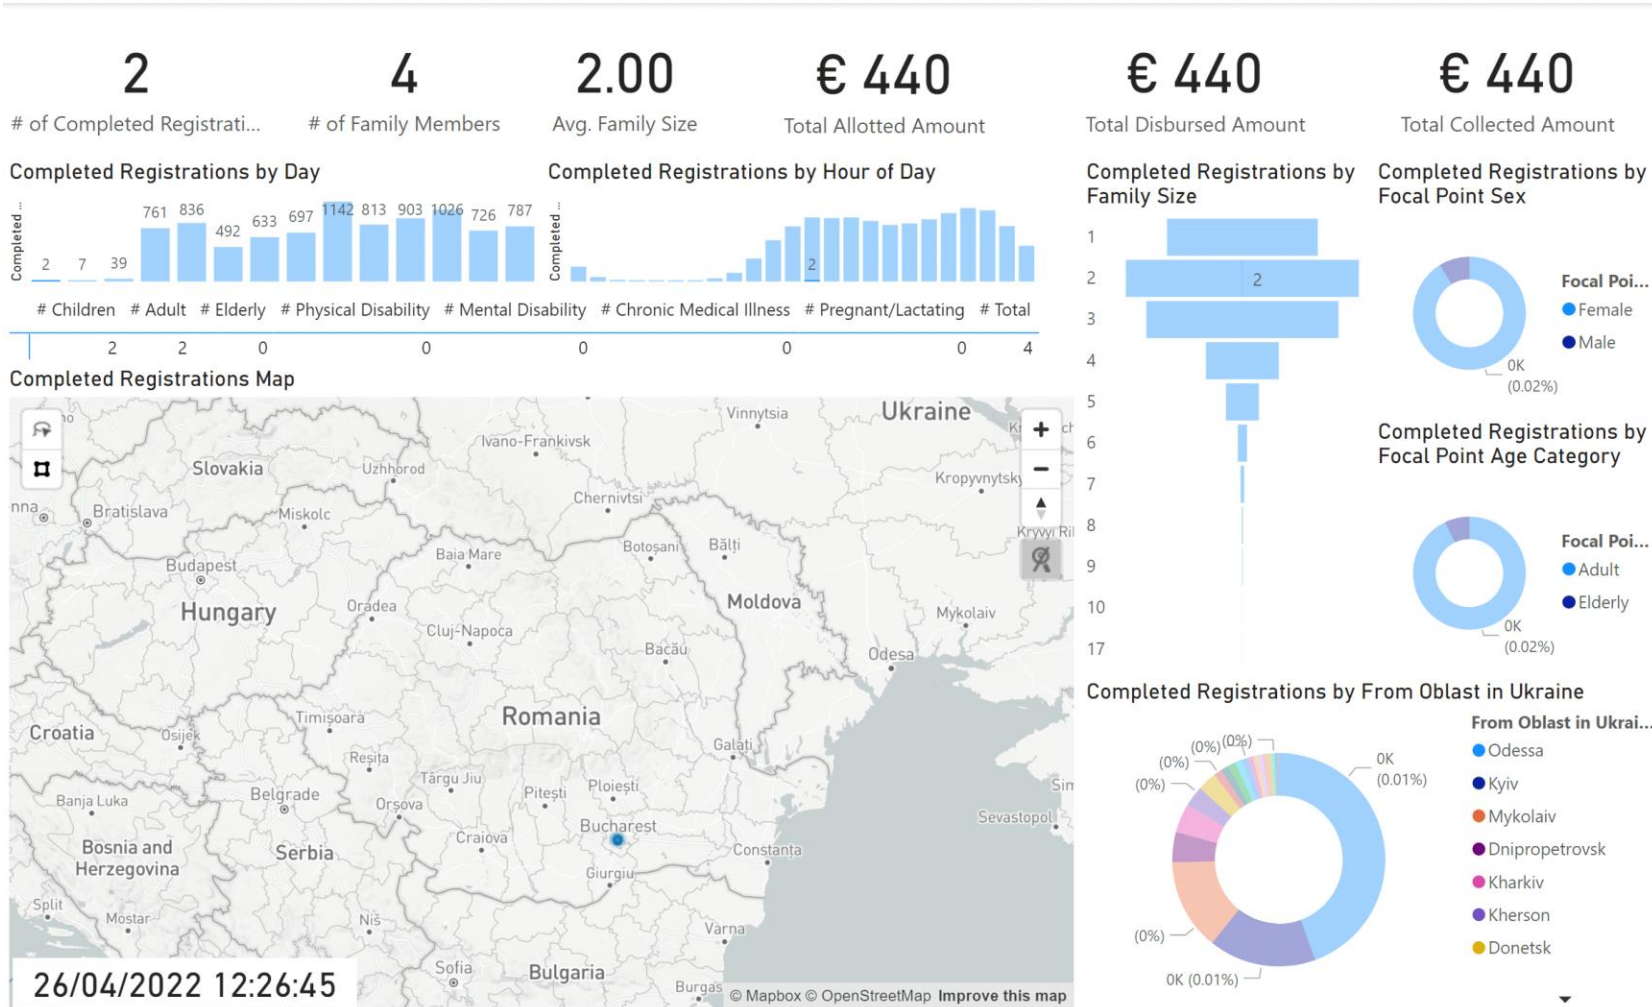 2
# of Completed Registrati...
4
# of Family Members
2.00
Avg. Family Size
€ 440
Total Allotted Amount
€ 440
Total Disbursed Amount
€ 440
Total Collected Amount
Completed Registrations by Day
Completed ...
2
7
39
761
836
492
633
697
1142
813
903
1026
726
787
Completed Registrations by Hour of Day
Completed ...
2
# Children # Adult # Elderly # Physical Disability # Mental Disability # Chronic Medical Illness # Pregnant/Lactating # Total
2 2 0 0 0 0 0 4
Completed Registrations Map
Vinnytsia
Ukraine
Ivano-Frankivsk
Slovakia
Uzhhorod
Kropyvnytsky
Chernivtsi
Bratislava
Miskolc
Kryvyi Ri
Botoșani
Bălți
Baia Mare
Budapest
Hungary
Oradea
Moldova
Mykolaiv
Cluj-Napoca
Bacău
Odesa
Timișoara
Romania
Croatia
Osijek
Galați
Reșița
Târgu Jiu
Ploiești
Pitești
Belgrade
Banja Luka
Orșova
Sim
Sevastopol
Bucharest
Craiova
Bosnia and
Herzegovina
Serbia
Constanța
Giurgiu
Split
Mostar
Niš
Varna
Sofia
Bulgaria
Burgas
26/04/2022 12:26:45
© Mapbox © OpenStreetMap Improve this map
Completed Registrations by
Family Size
1
2
2
3
4
5
6
7
8
9
10
17
Completed Registrations by
Focal Point Sex
Focal Poi...
Female
Male
0K
(0.02%)
Completed Registrations by
Focal Point Age Category
Focal Poi...
Adult
Elderly
0K
(0.02%)
Completed Registrations by From Oblast in Ukraine
From Oblast in Ukrai...
Odessa
Kyiv
Mykolaiv
Dnipropetrovsk
Kharkiv
Kherson
Donetsk
0K
(0.01%)
(0%)
(0%)
(0%)
(0%)
(0%)
0K (0.01%)